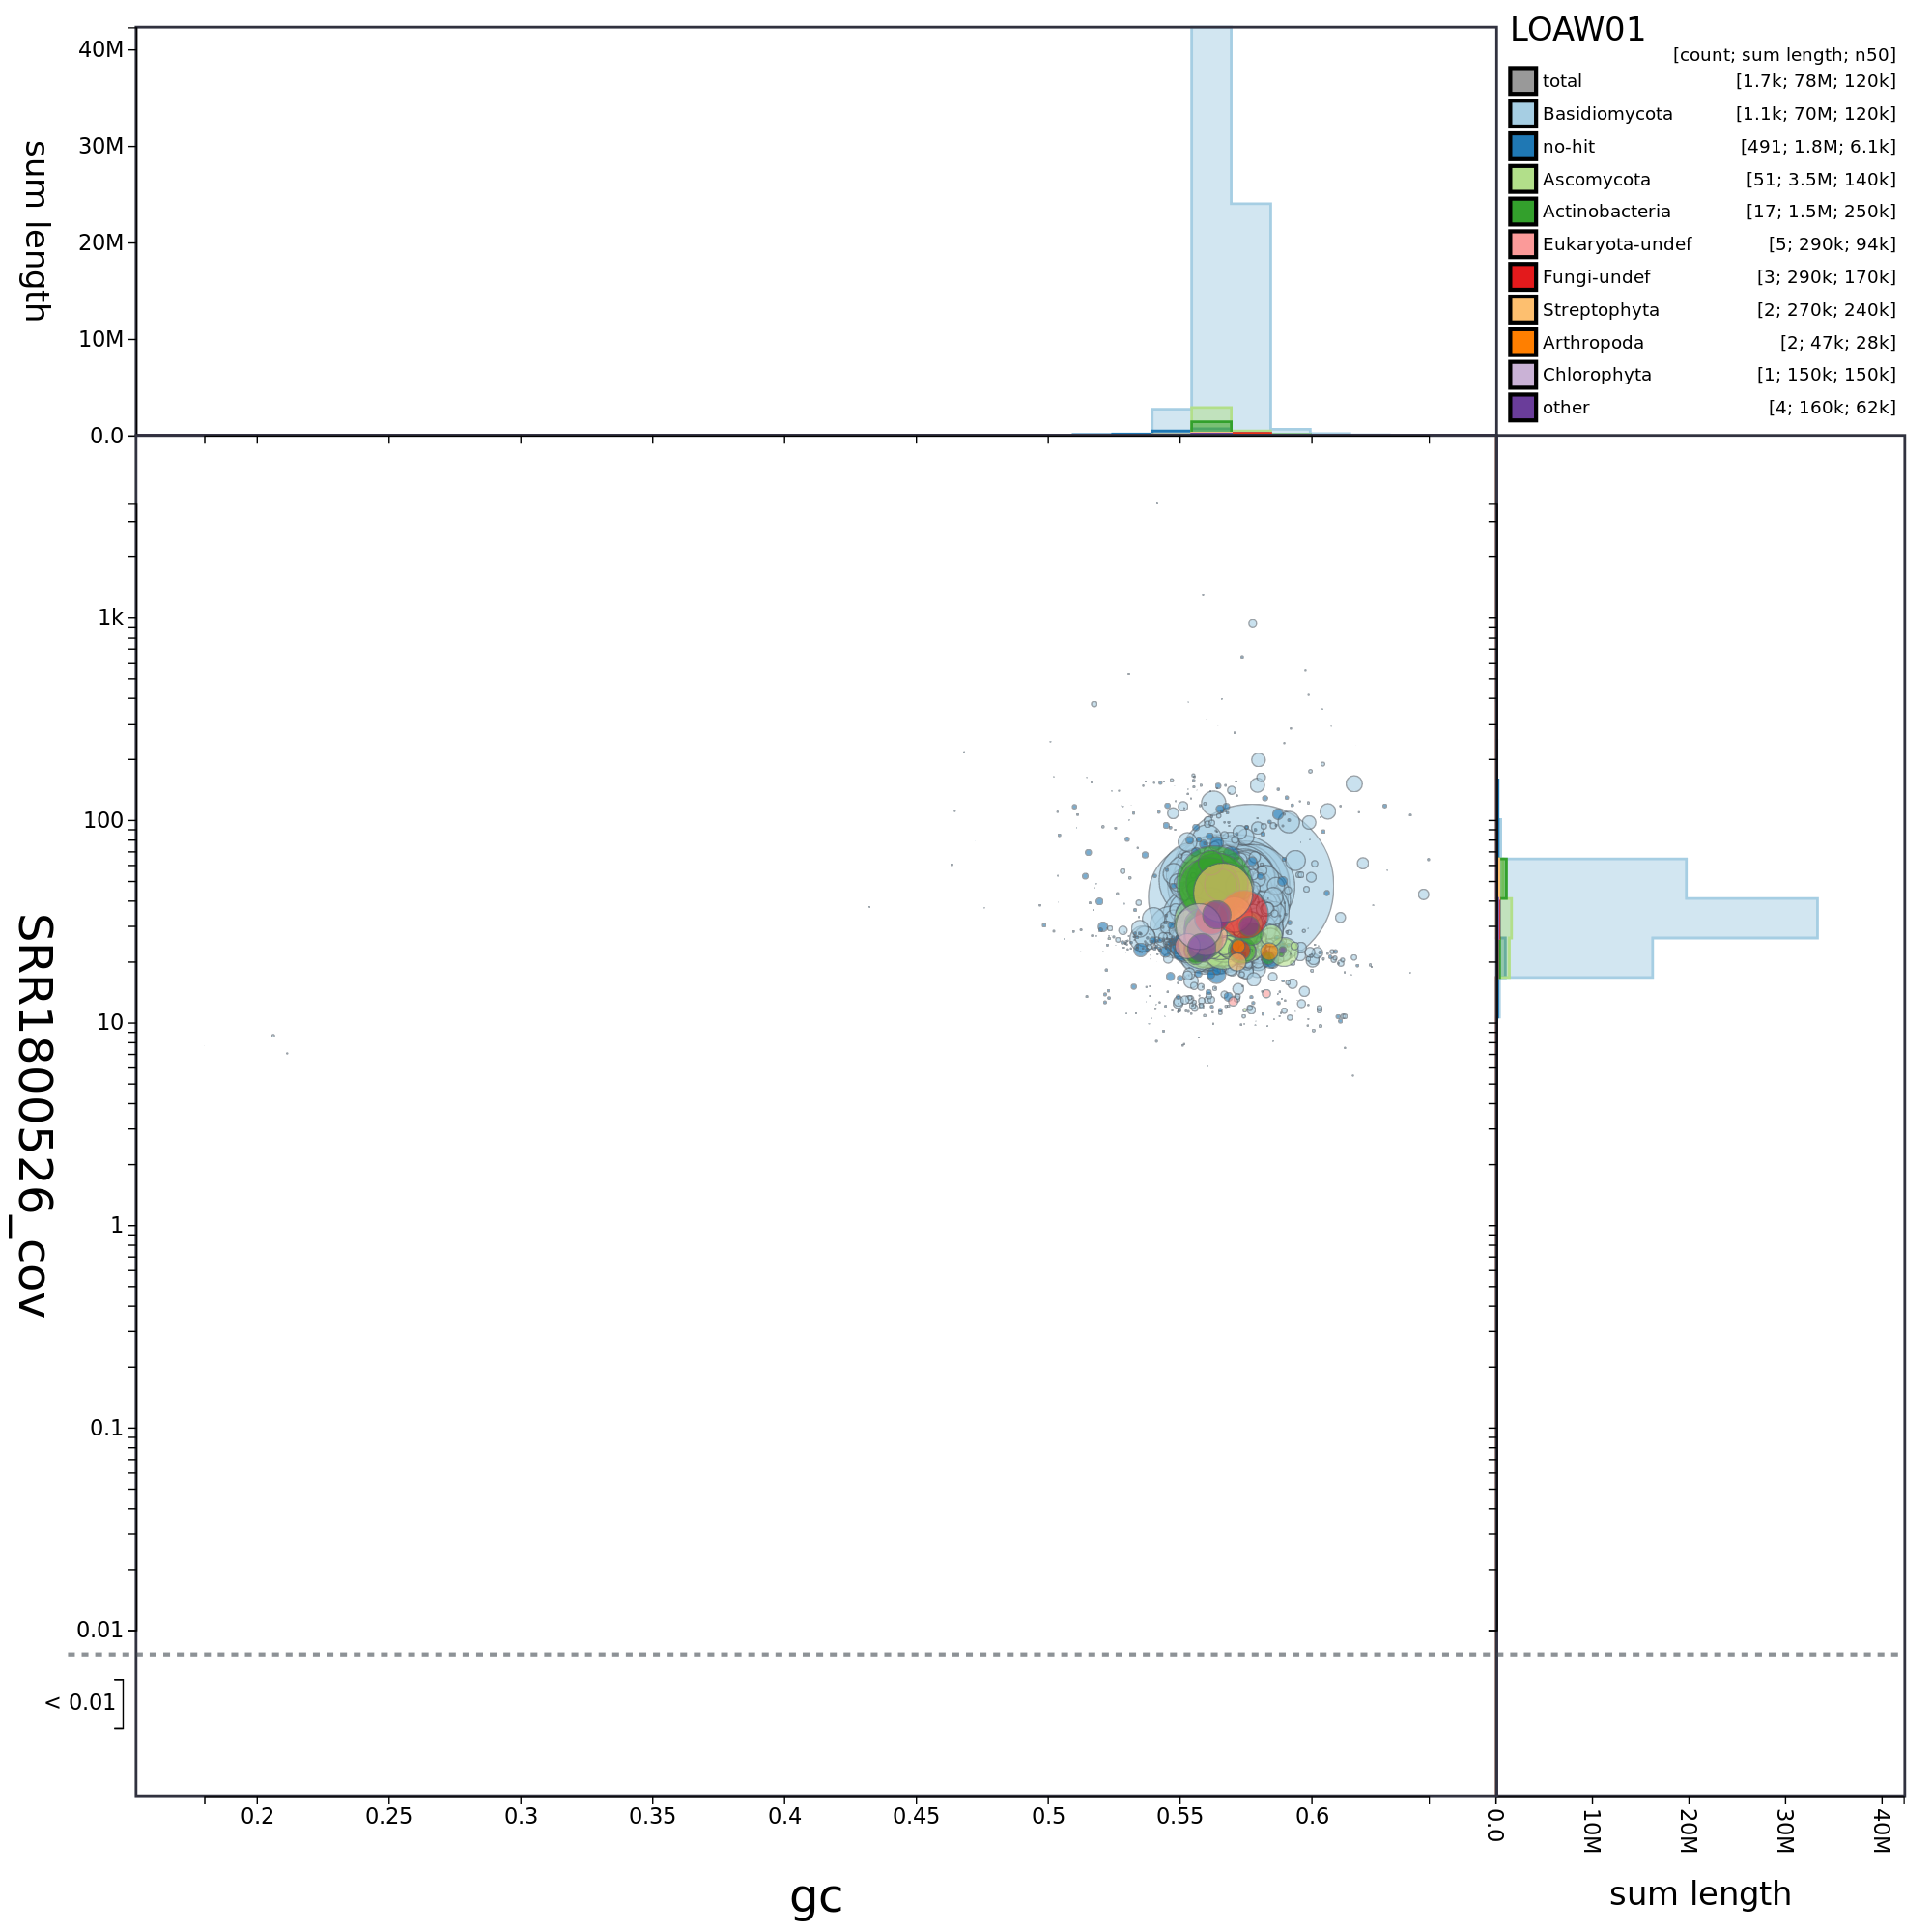 LOAW01
[count; sum length; n50]
total [1.7k; 78M; 120k]
Basidiomycota [1.1k; 70M; 120k]
no-hit [491; 1.8M; 6.1k]
Ascomycota [51; 3.5M; 140k]
Actinobacteria [17; 1.5M; 250k]
Eukaryota-undef [5; 290k; 94k]
Fungi-undef [3; 290k; 170k]
Streptophyta [2; 270k; 240k]
Arthropoda [2; 47k; 28k]
Chlorophyta [1; 150k; 150k]
other [4; 160k; 62k]
sum length
40M
30M
20M
10M
0.0
SRR1800526_cov
1k
100
10
1
0.1
0.01
< 0.01
0.2 0.25 0.3 0.35 0.4 0.45 0.5 0.55 0.6
gc
0.0 10M 20M 30M 40M
sum length